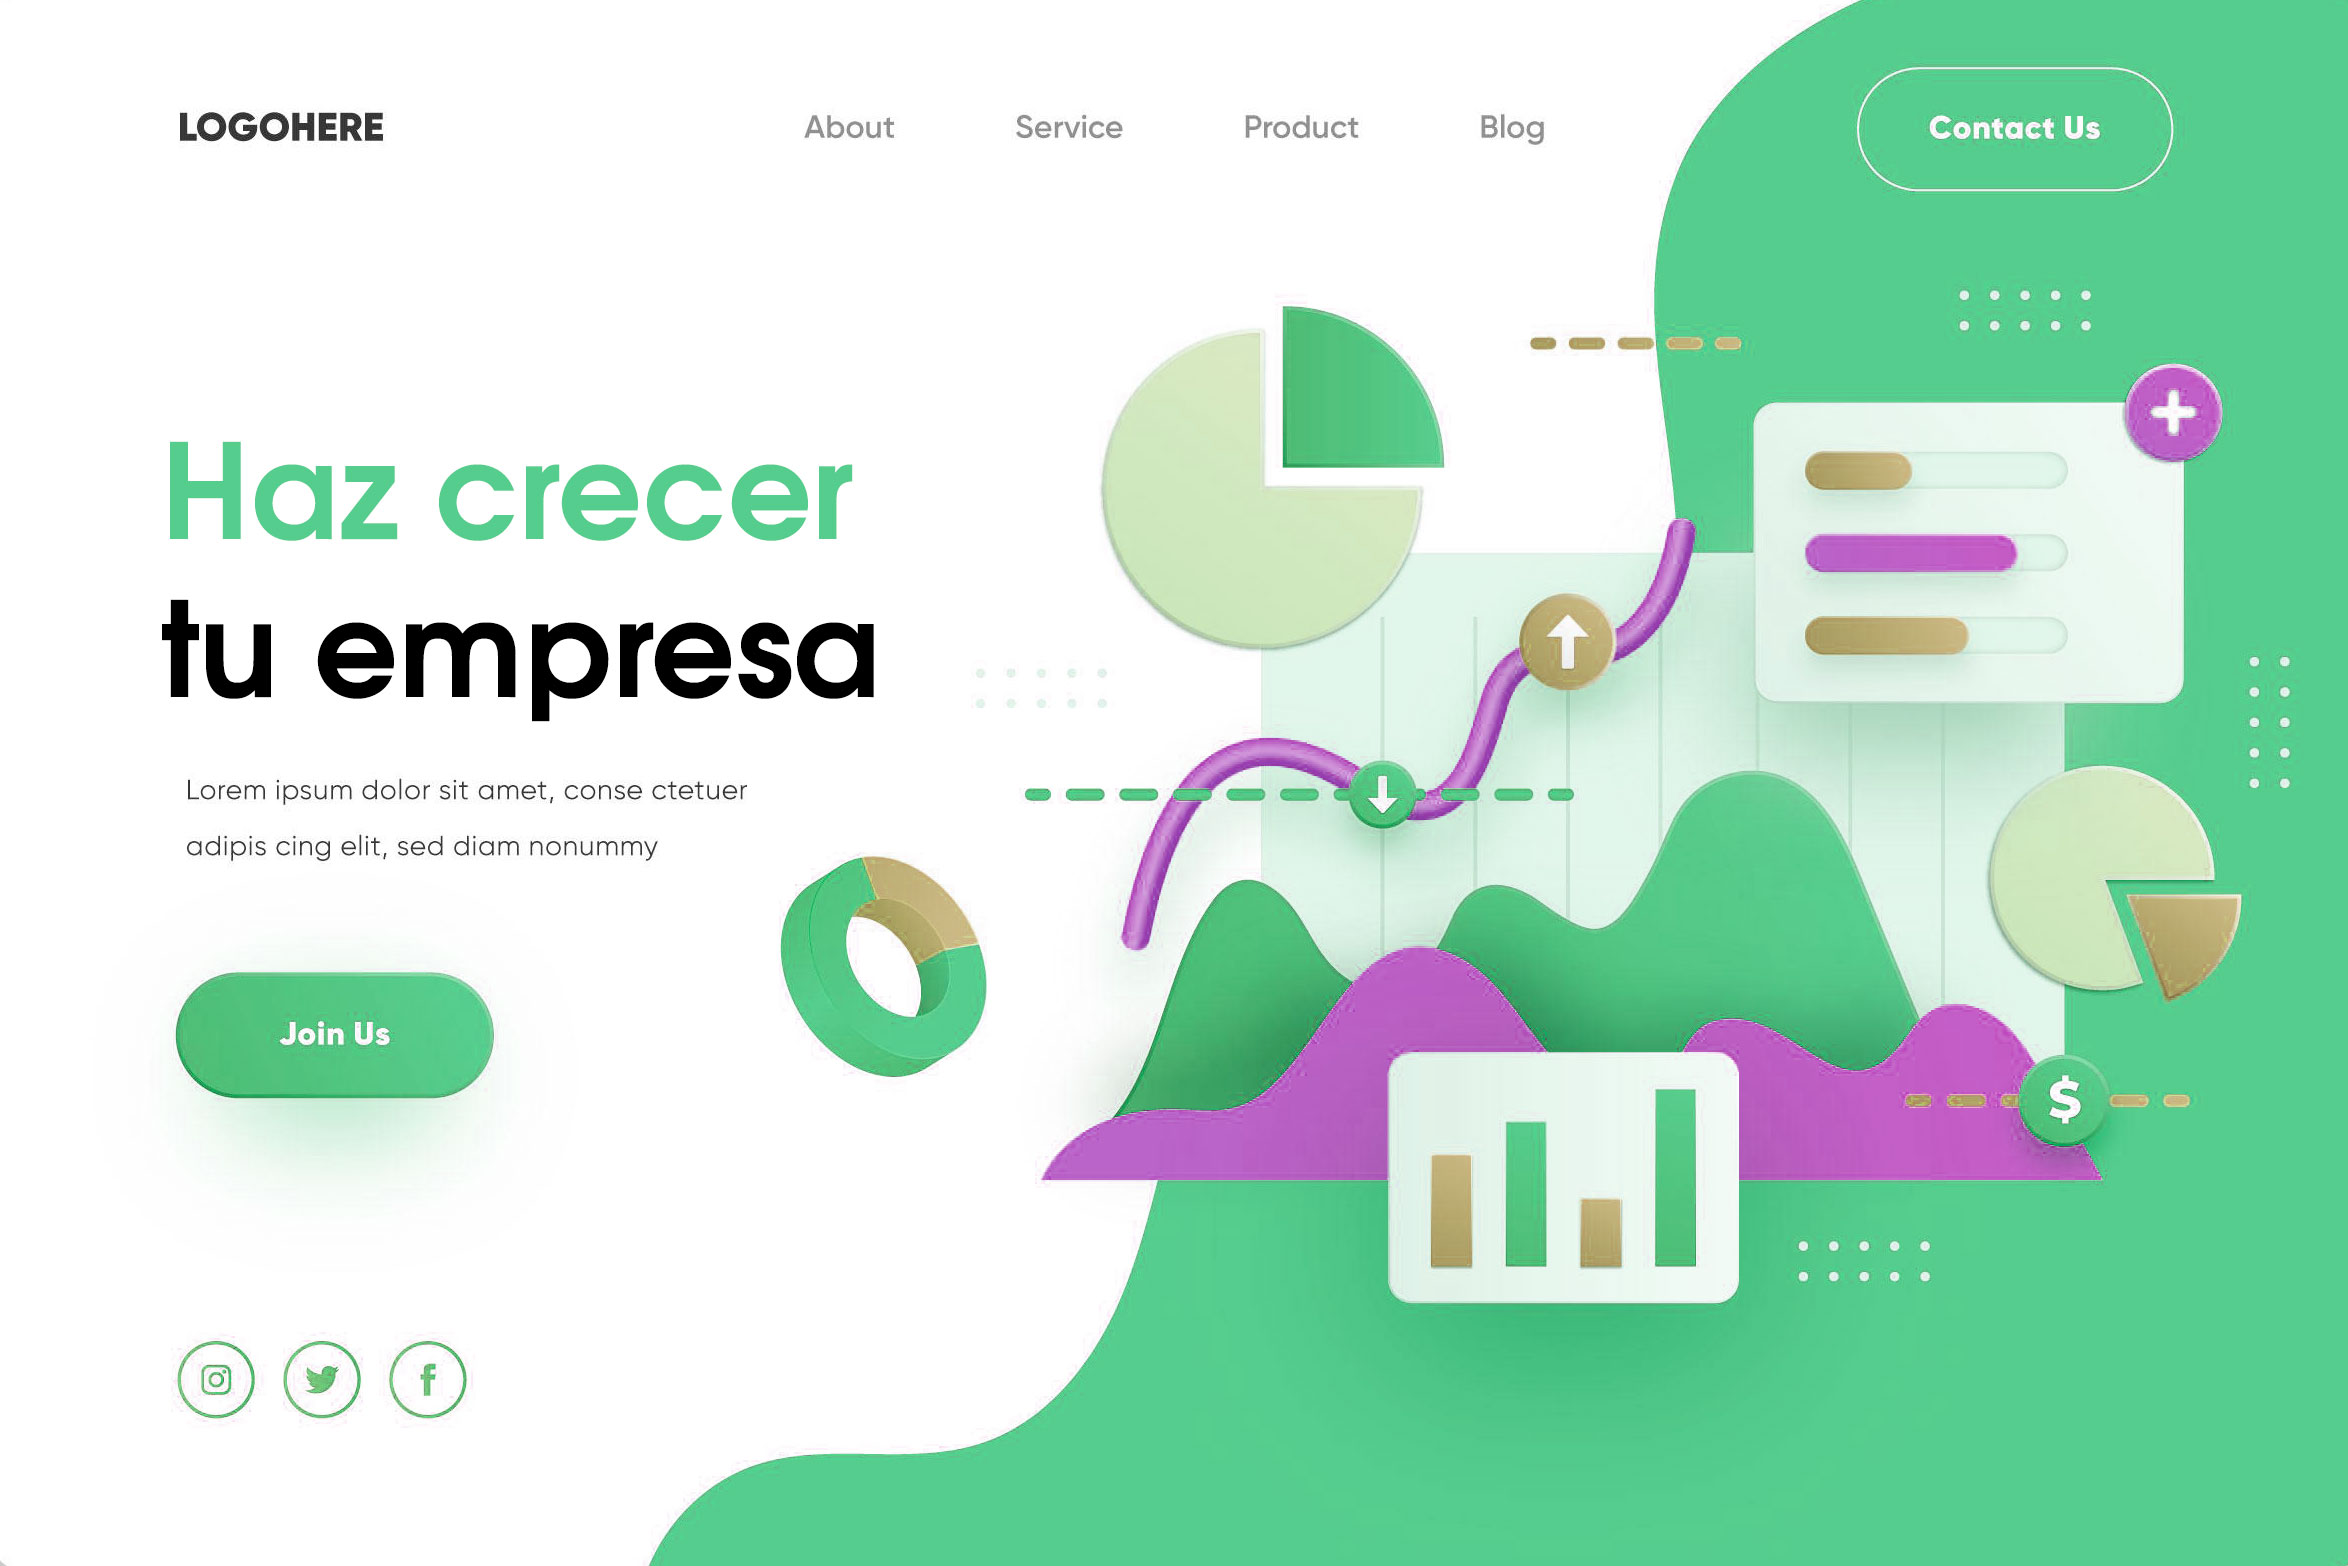 LOGOHERE
About
Service
Product
Blog
Contact Us
Haz crecer
tu empresa
Lorem ipsum dolor sit amet, conse ctetuer
adipis cing elit, sed diam nonummy
Join Us
$